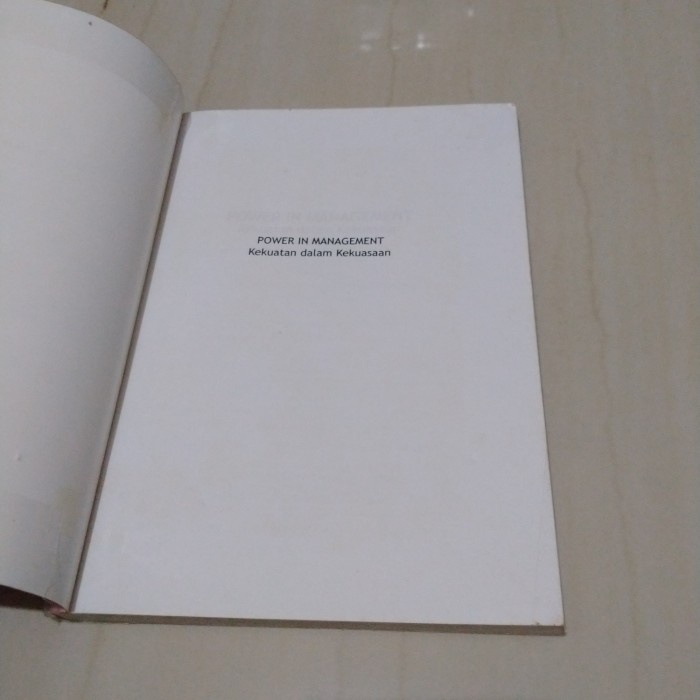 POWER IN MANAGEMENT
Kekuatan dalam Kekuasaan